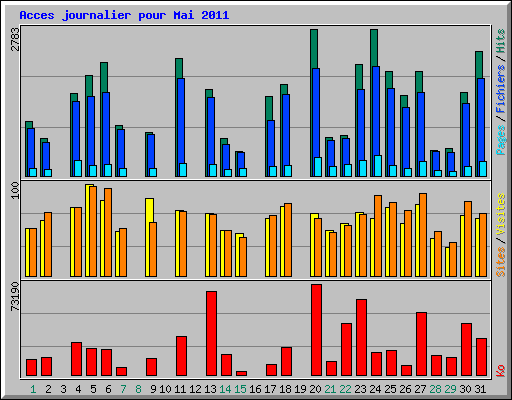 Acces journalier pour Mai 2011
2783
Pages / Fichiers / Hits
100
Sites / Visites
73190
Ko
1 2 3 4 5 6 7 8 9 10 11 12 13 14 15 16 17 18 19 20 21 22 23 24 25 26 27 28 29 30 31